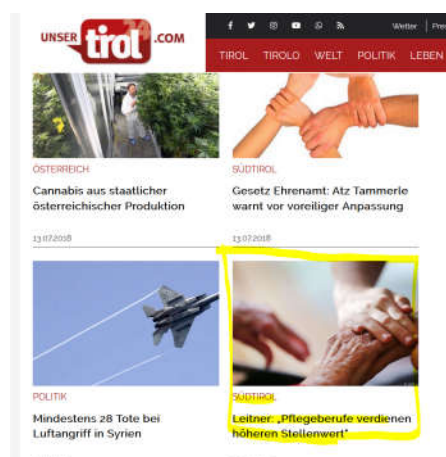 UNSER tirol 24 .COM
Wetter
TIROL TIROLO WELT POLITIK LEBEN
ÖSTERREICH
Cannabis aus staatlicher
österreichischer Produktion
13.07.2018
SÜDTIROL
Gesetz Ehrenamt: Atz Tammerle
warnt vor voreiliger Anpassung
13.07.2018
POLITIK
Mindestens 28 Tote bei
Luftangriff in Syrien
SÜDTIROL
Leitner: „Pflegeberufe verdienen
höheren Stellenwert“